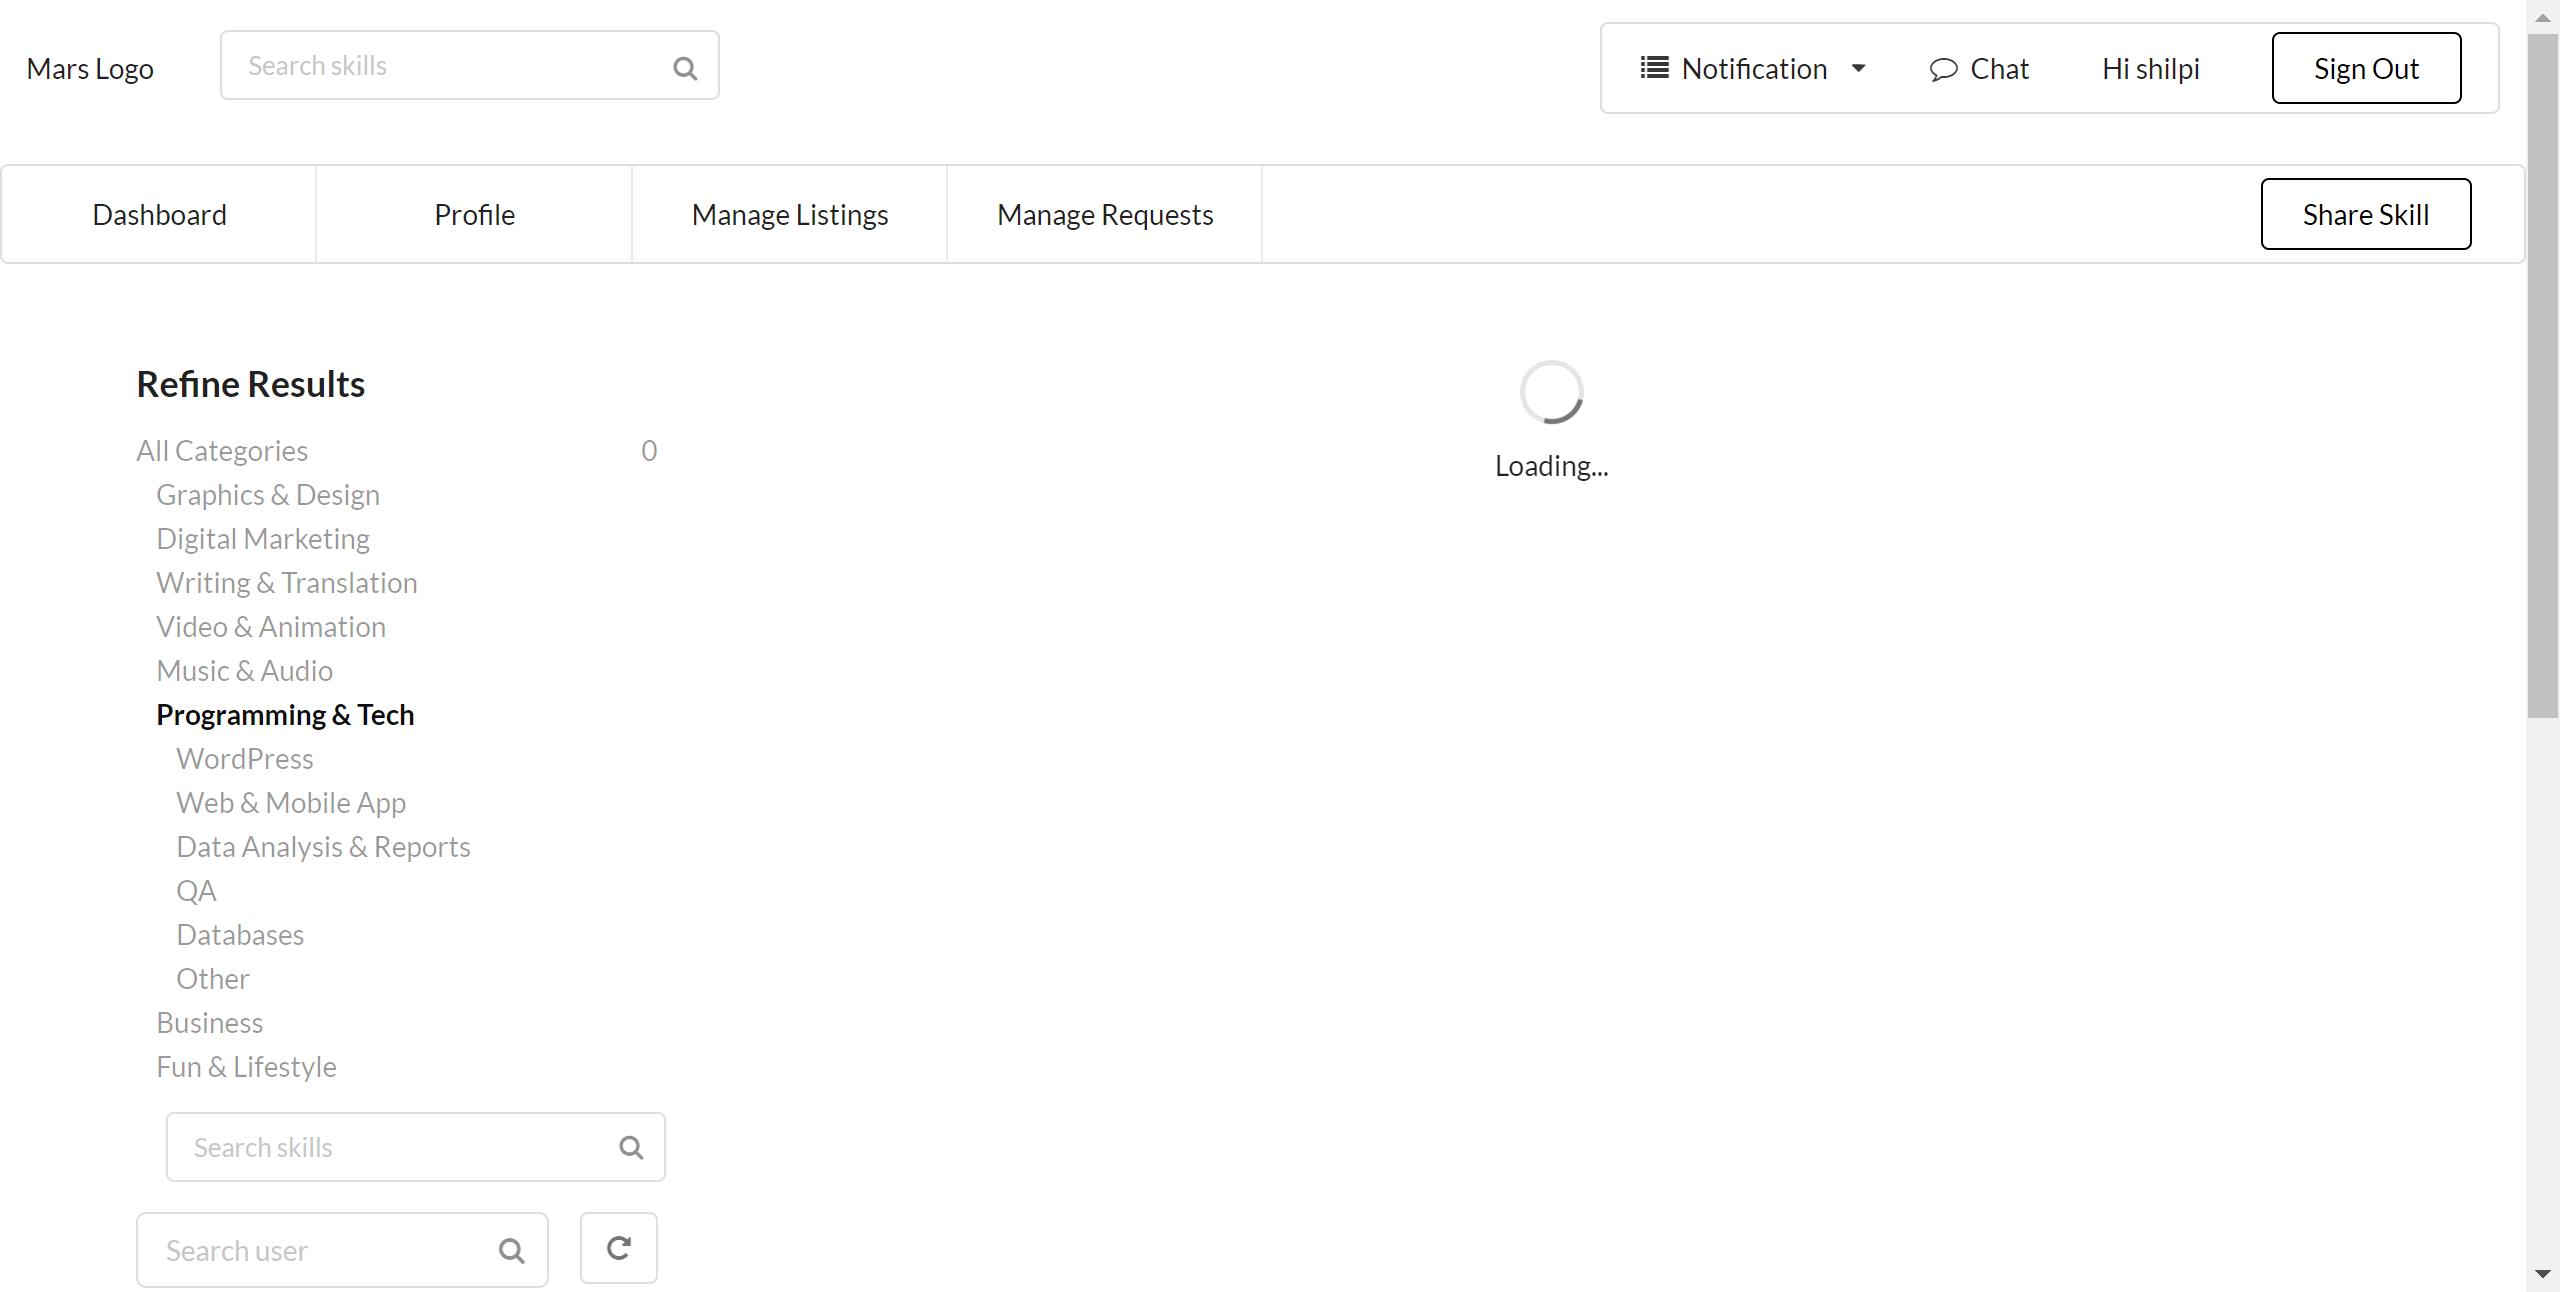 Mars Logo
Search skills
Notification
Chat
Hi shilpi
Sign Out
Dashboard
Profile
Manage Listings
Manage Requests
Share Skill
Refine Results
All Categories 0
Graphics & Design
Digital Marketing
Writing & Translation
Video & Animation
Music & Audio
Programming & Tech
WordPress
Web & Mobile App
Data Analysis & Reports
QA
Databases
Other
Business
Fun & Lifestyle
Search skills
Search user
Loading...